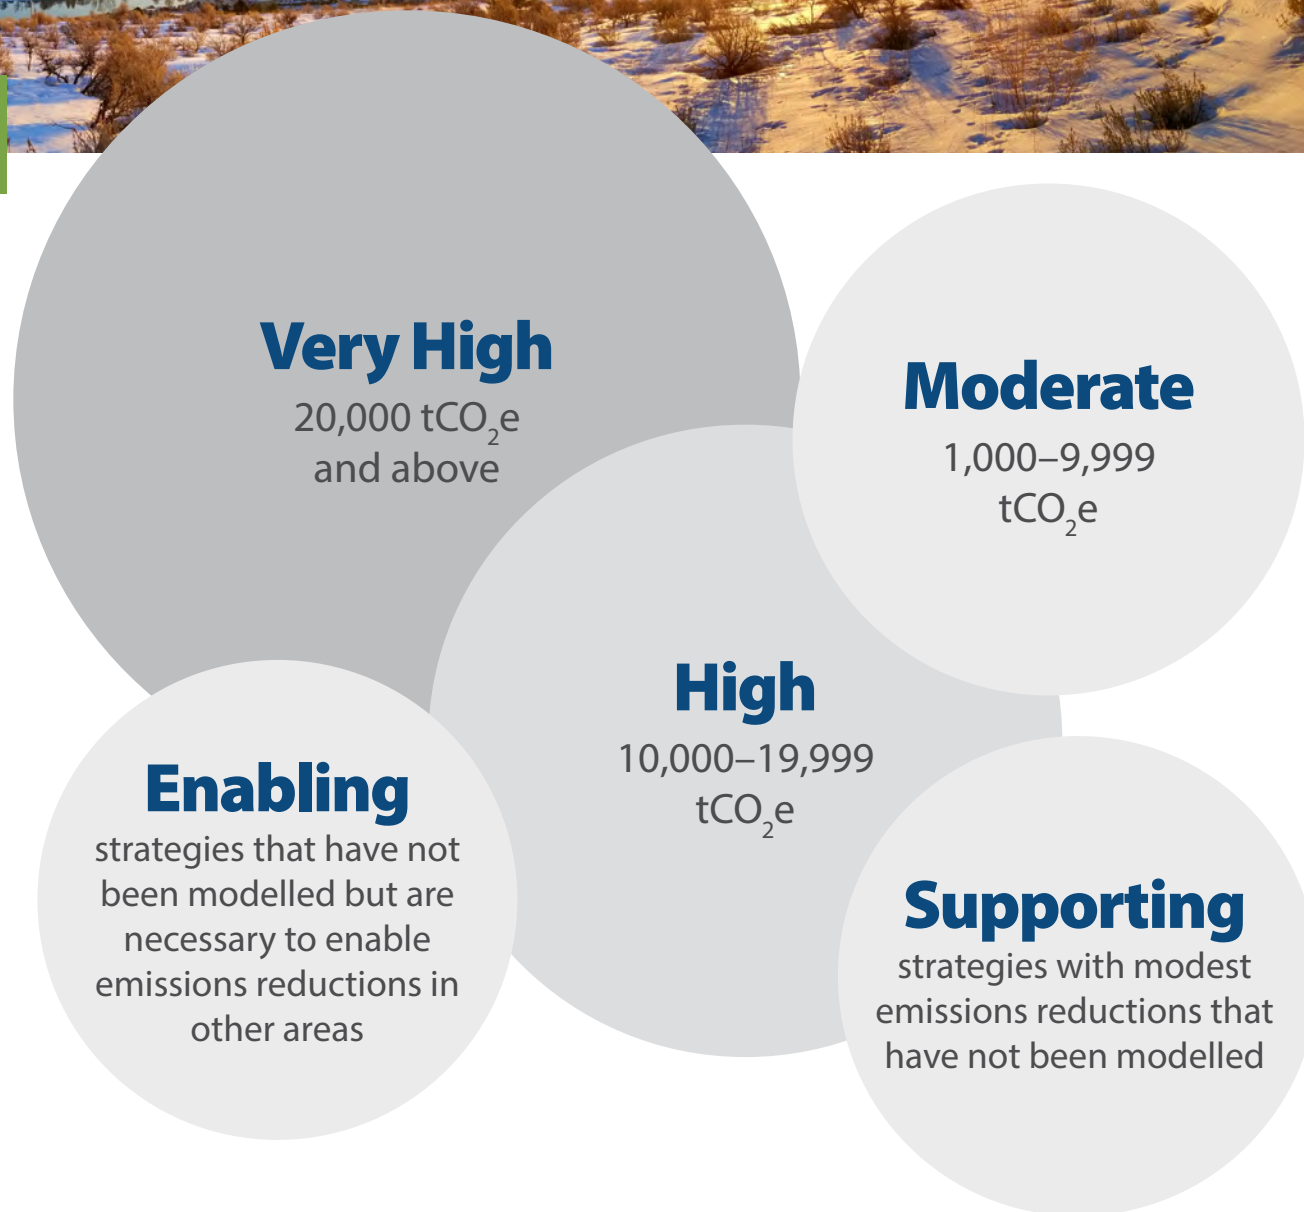 Very High
20,000 tCO₂e
and above
Moderate
1,000–9,999
tCO₂e
High
10,000–19,999
tCO₂e
Enabling
strategies that have not
been modelled but are
necessary to enable
emissions reductions in
other areas
Supporting
strategies with modest
emissions reductions that
have not been modelled